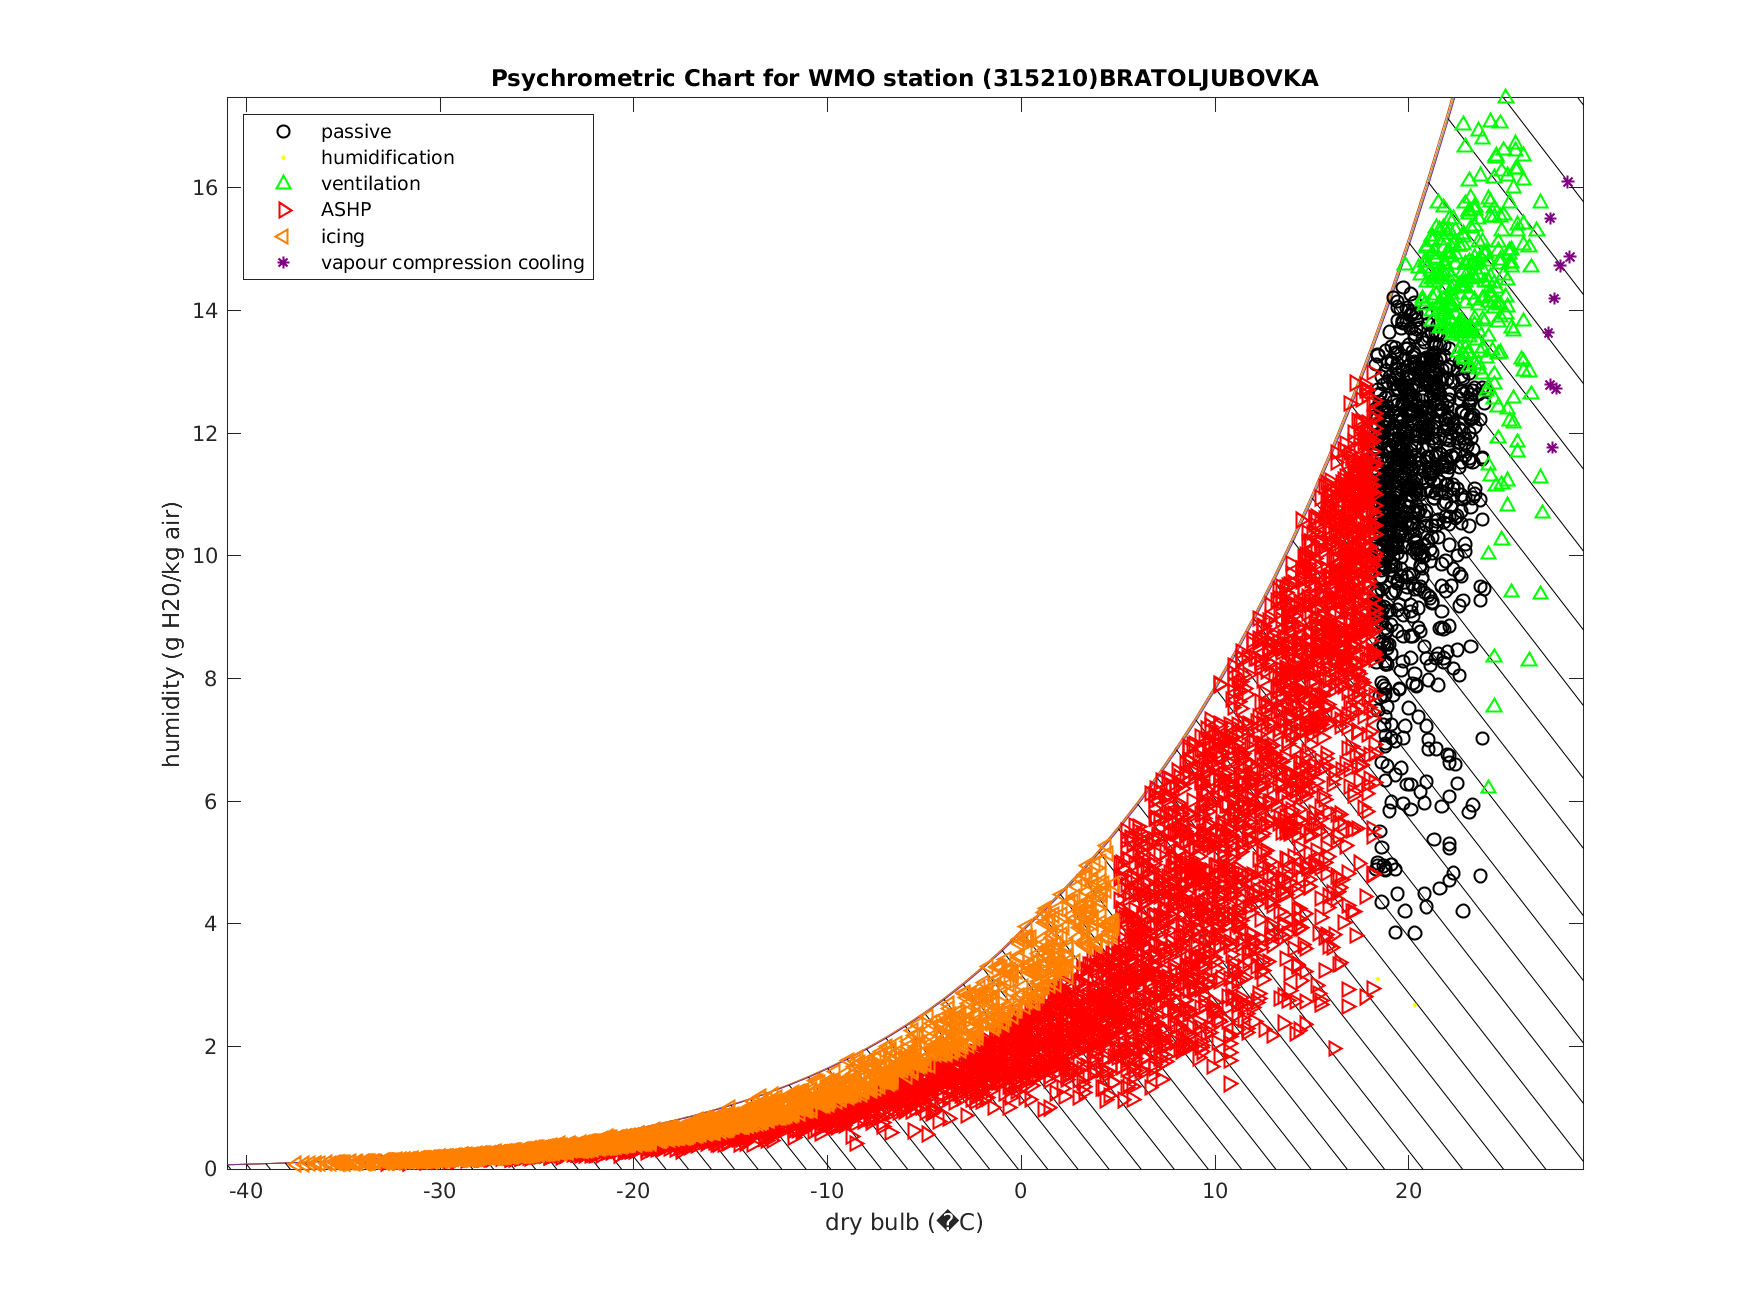 Psychrometric Chart for WMO station (315210)BRATOLJUBOVKA
passive
humidification
ventilation
ASHP
icing
vapour compression cooling
humidity (g H20/kg air)
16
14
12
10
8
6
4
2
0
-40 -30 -20 -10 0 10 20
dry bulb (�C)